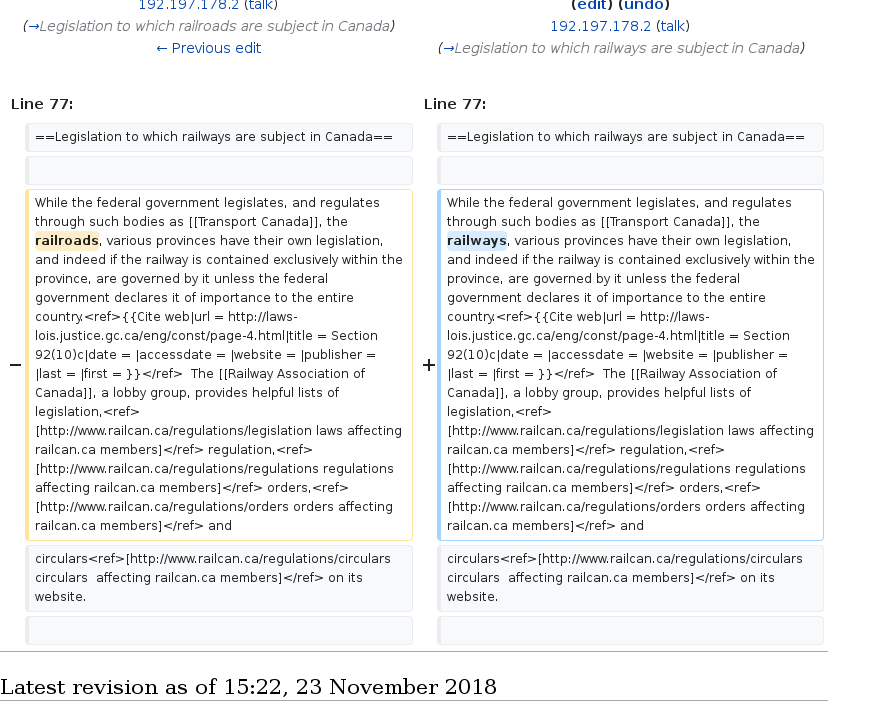 192.197.178.2 (talk)
(→Legislation to which railroads are subject in Canada)
← Previous edit
(edit) (undo)
192.197.178.2 (talk)
(→Legislation to which railways are subject in Canada)
Line 77:
==Legislation to which railways are subject in Canada==
While the federal government legislates, and regulates
through such bodies as [[Transport Canada]], the
railroads, various provinces have their own legislation,
and indeed if the railway is contained exclusively within the
province, are governed by it unless the federal
government declares it of importance to the entire
country.<ref>{{Cite web|url = http://laws-
lois.justice.gc.ca/eng/const/page-4.html|title = Section
92(10)c|date = |accessdate = |website = |publisher =
|last = |first = }}</ref>  The [[Railway Association of
Canada]], a lobby group, provides helpful lists of
legislation,<ref>
[http://www.railcan.ca/regulations/legislation laws affecting
railcan.ca members]</ref> regulation,<ref>
[http://www.railcan.ca/regulations/regulations regulations
affecting railcan.ca members]</ref> orders,<ref>
[http://www.railcan.ca/regulations/orders orders affecting
railcan.ca members]</ref> and
circulars<ref>[http://www.railcan.ca/regulations/circulars
circulars  affecting railcan.ca members]</ref> on its
website.
−
Line 77:
==Legislation to which railways are subject in Canada==
While the federal government legislates, and regulates
through such bodies as [[Transport Canada]], the
railways, various provinces have their own legislation,
and indeed if the railway is contained exclusively within the
province, are governed by it unless the federal
government declares it of importance to the entire
country.<ref>{{Cite web|url = http://laws-
lois.justice.gc.ca/eng/const/page-4.html|title = Section
92(10)c|date = |accessdate = |website = |publisher =
|last = |first = }}</ref>  The [[Railway Association of
Canada]], a lobby group, provides helpful lists of
legislation,<ref>
[http://www.railcan.ca/regulations/legislation laws affecting
railcan.ca members]</ref> regulation,<ref>
[http://www.railcan.ca/regulations/regulations regulations
affecting railcan.ca members]</ref> orders,<ref>
[http://www.railcan.ca/regulations/orders orders affecting
railcan.ca members]</ref> and
circulars<ref>[http://www.railcan.ca/regulations/circulars
circulars  affecting railcan.ca members]</ref> on its
website.
+
Latest revision as of 15:22, 23 November 2018